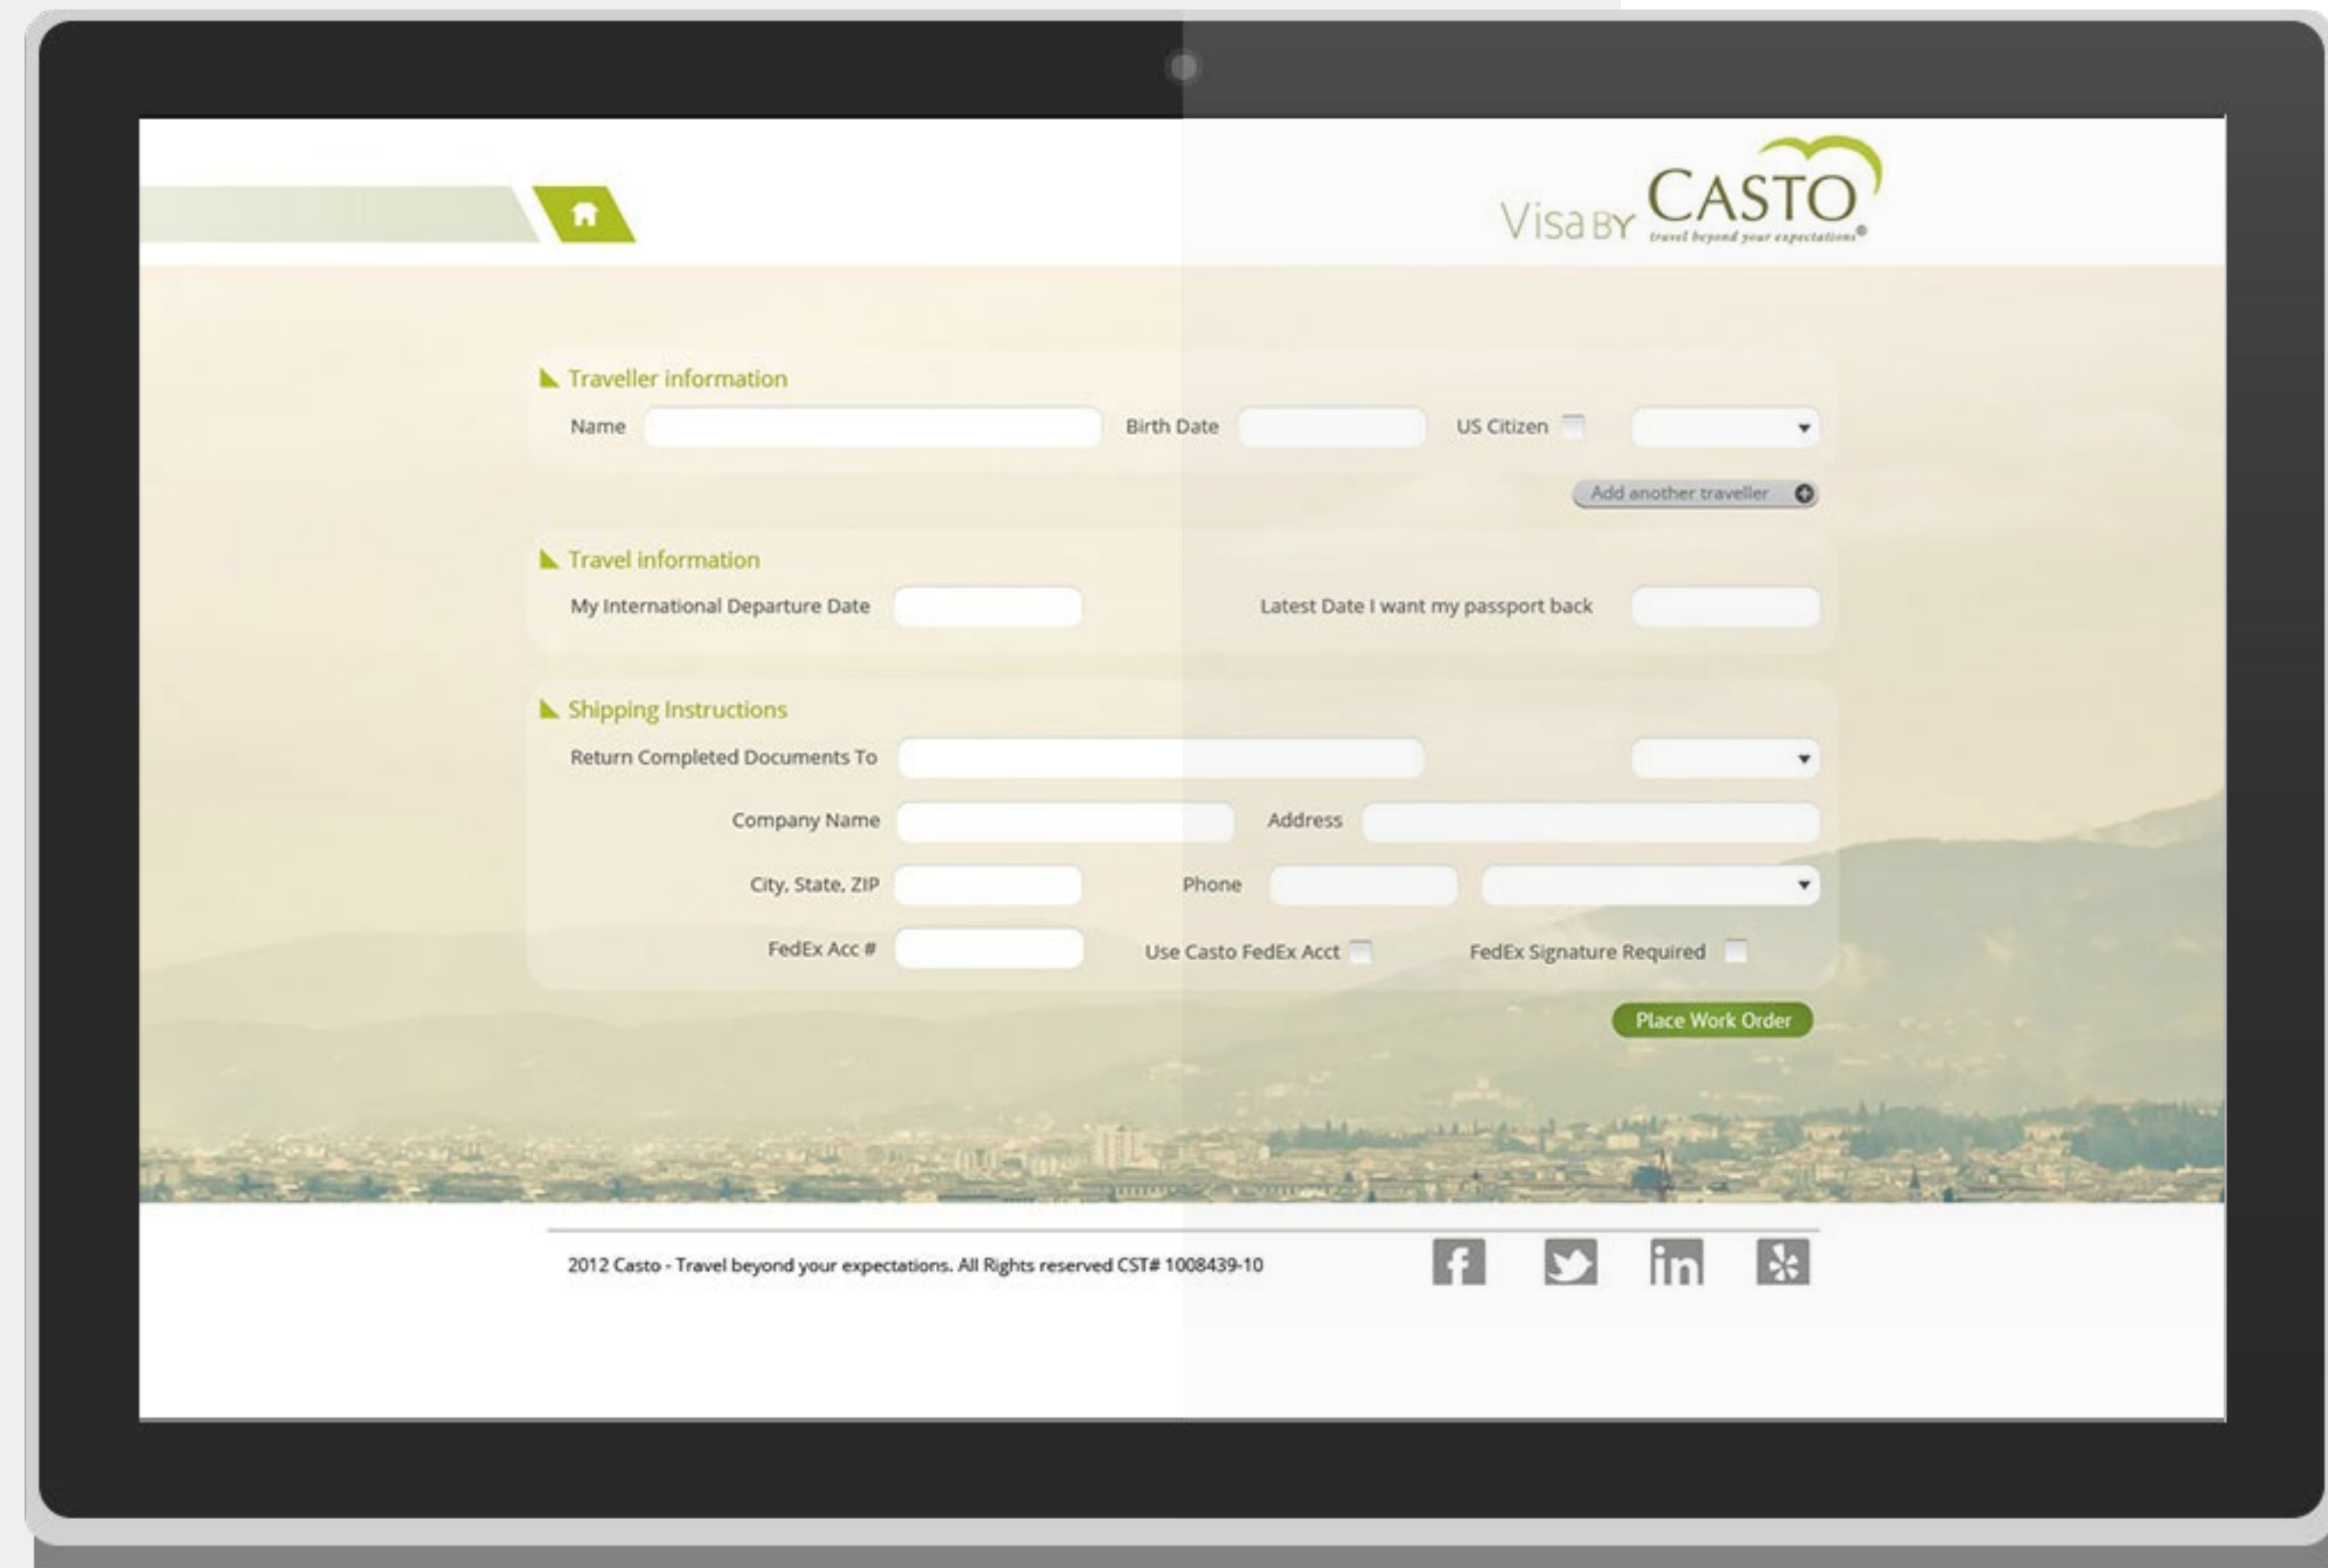 Visa BY CASTO
travel beyond your expectations®
Traveller information
Name Birth Date US Citizen
Add another traveller
Travel information
My International Departure Date Latest Date I want my passport back
Shipping Instructions
Return Completed Documents To
Company Name Address
City, State, ZIP Phone
FedEx Acc # Use Casto FedEx Acct FedEx Signature Required
Place Work Order
2012 Casto - Travel beyond your expectations. All Rights reserved CST# 1008439-10
f in